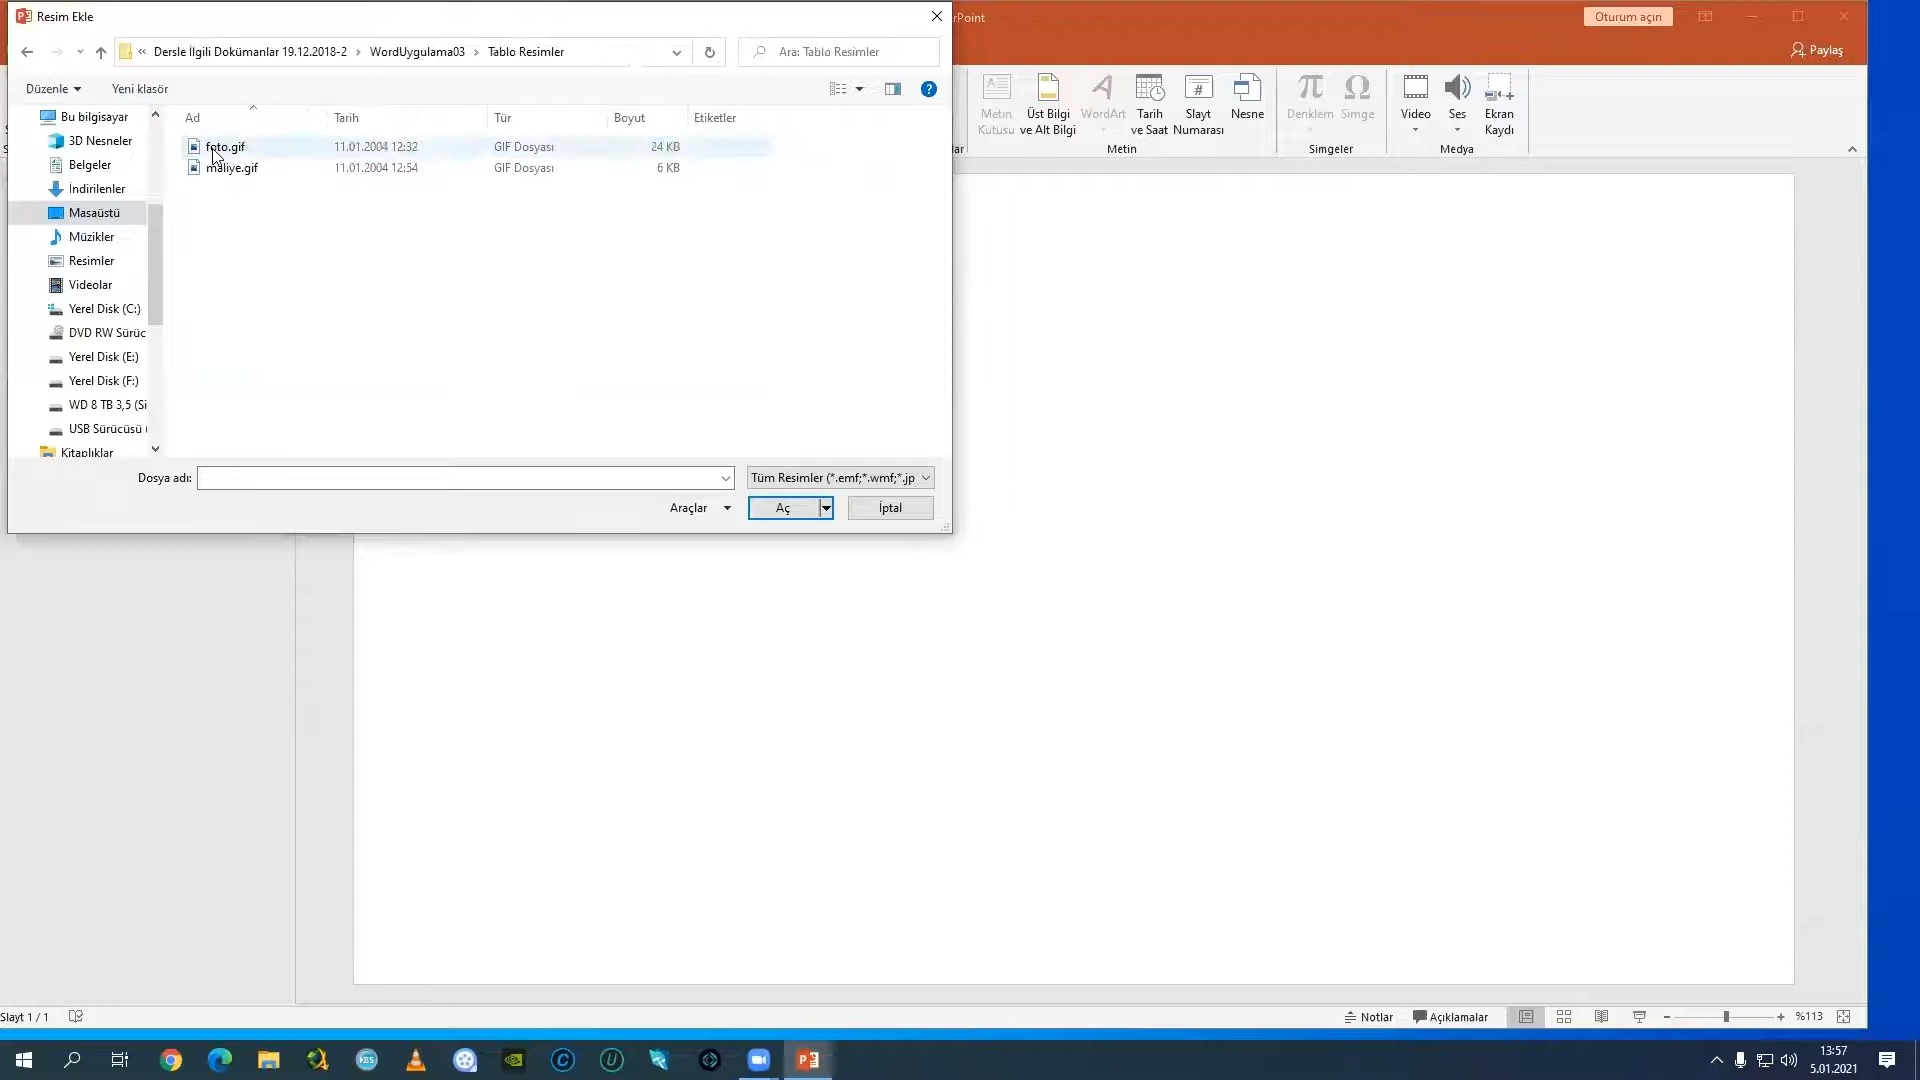 Resim Ekle
rPoint
Oturum açın
« Dersle İlgili Dokümanlar 19.12.2018-2 › WordUygulama03 › Tablo Resimler
Ara: Tablo Resimler
Paylaş
Düzenle
Yeni klasör
Metin Kutusu
Üst Bilgi ve Alt Bilgi
WordArt
Tarih ve Saat
Slayt Numarası
Nesne
Denklem
Simge
Video
Ses
Ekran Kaydı
Metin
Simgeler
Medya
Ad
Tarih
Tür
Boyut
Etiketler
foto.gif 11.01.2004 12:32 GIF Dosyası 24 KB
maliye.gif 11.01.2004 12:54 GIF Dosyası 6 KB
Bu bilgisayar
3D Nesneler
Belgeler
İndirilenler
Masaüstü
Müzikler
Resimler
Videolar
Yerel Disk (C:)
DVD RW Sürüc
Yerel Disk (E:)
Yerel Disk (F:)
WD 8 TB 3,5 (Si
USB Sürücüsü (
Kitaplıklar
Dosya adı:
Tüm Resimler (*.emf;*.wmf;*.jp
Araçlar
Aç
İptal
Slayt 1 / 1
Notlar
Açıklamalar
%113
13:57
5.01.2021